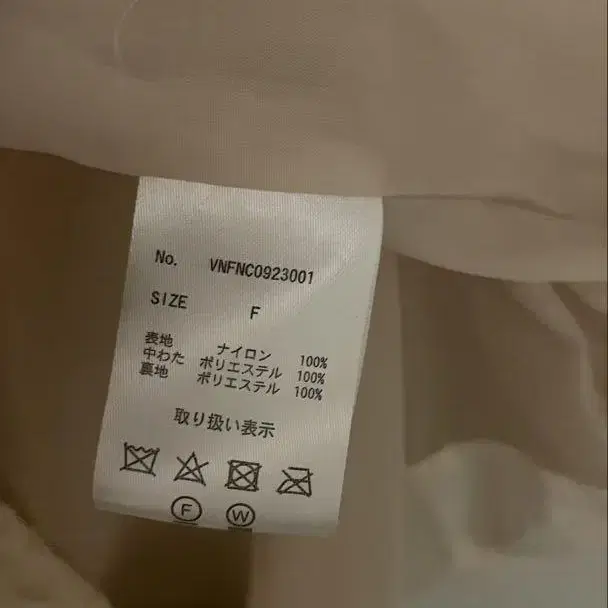 No. VNFNC0923001
SIZE F
表地 ナイロン 100%
中わた ポリエステル 100%
裏地 ポリエステル 100%
取り扱い表示
F W